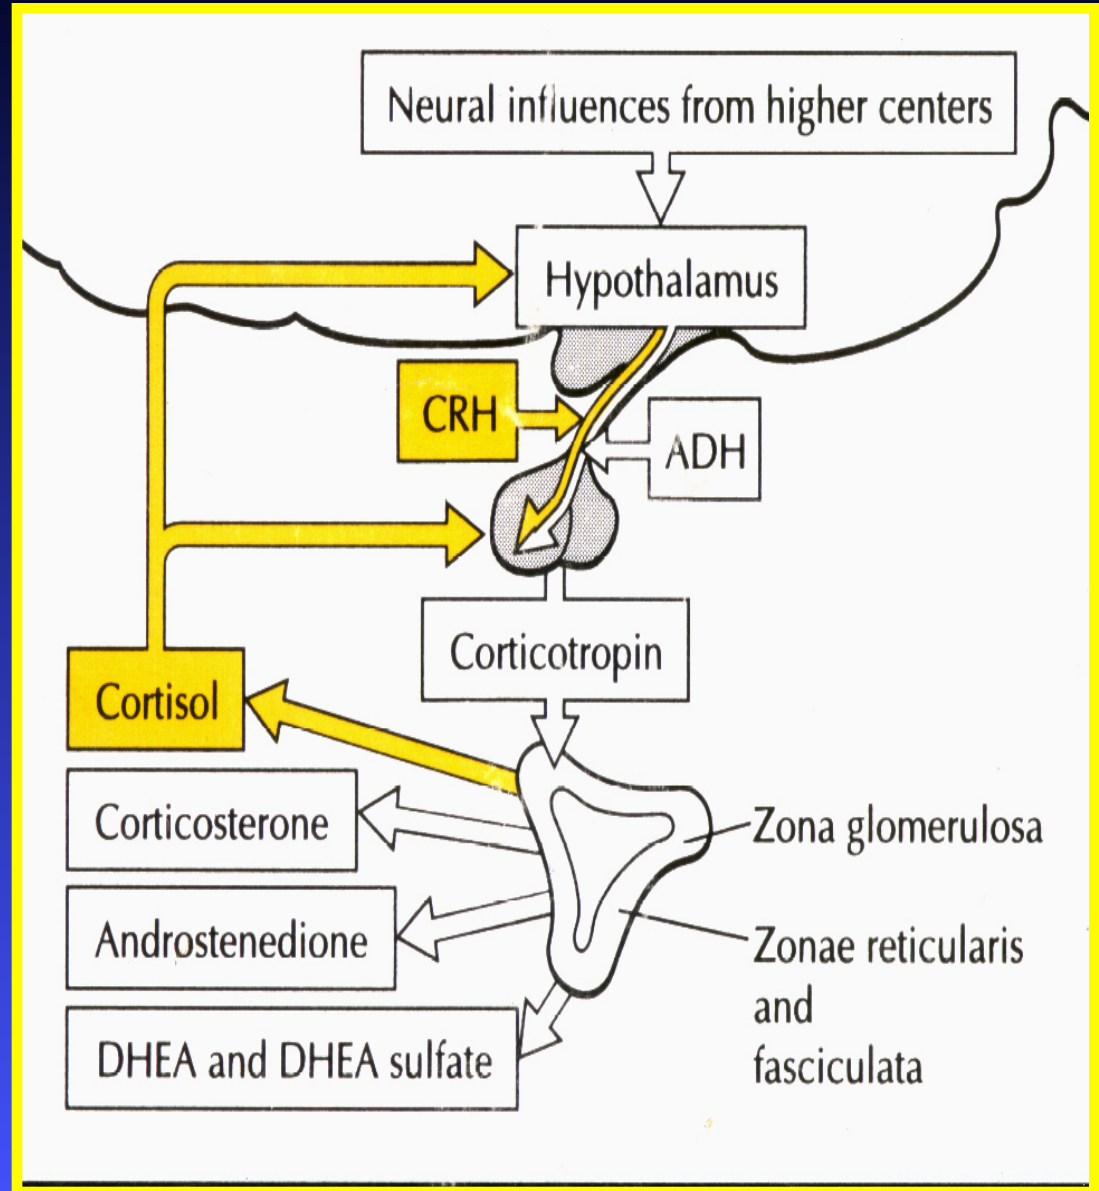 Neural influences from higher centers
Hypothalamus
CRH
ADH
Corticotropin
Cortisol
Corticosterone
Zona glomerulosa
Androstenedione
Zonae reticularis
and
fasciculata
DHEA and DHEA sulfate